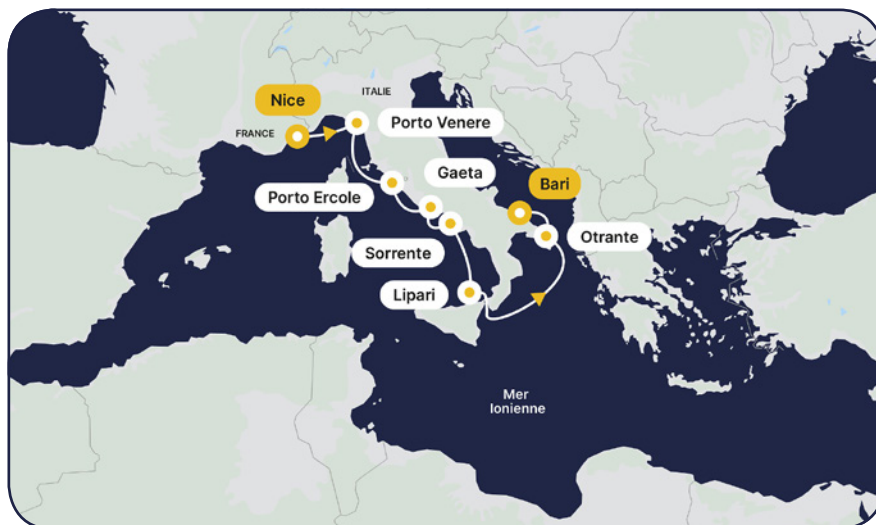 ITALIE
Nice
Porto Venere
FRANCE
Gaeta
Bari
Porto Ercole
Otrante
Sorrente
Lipari
Mer
Ionienne